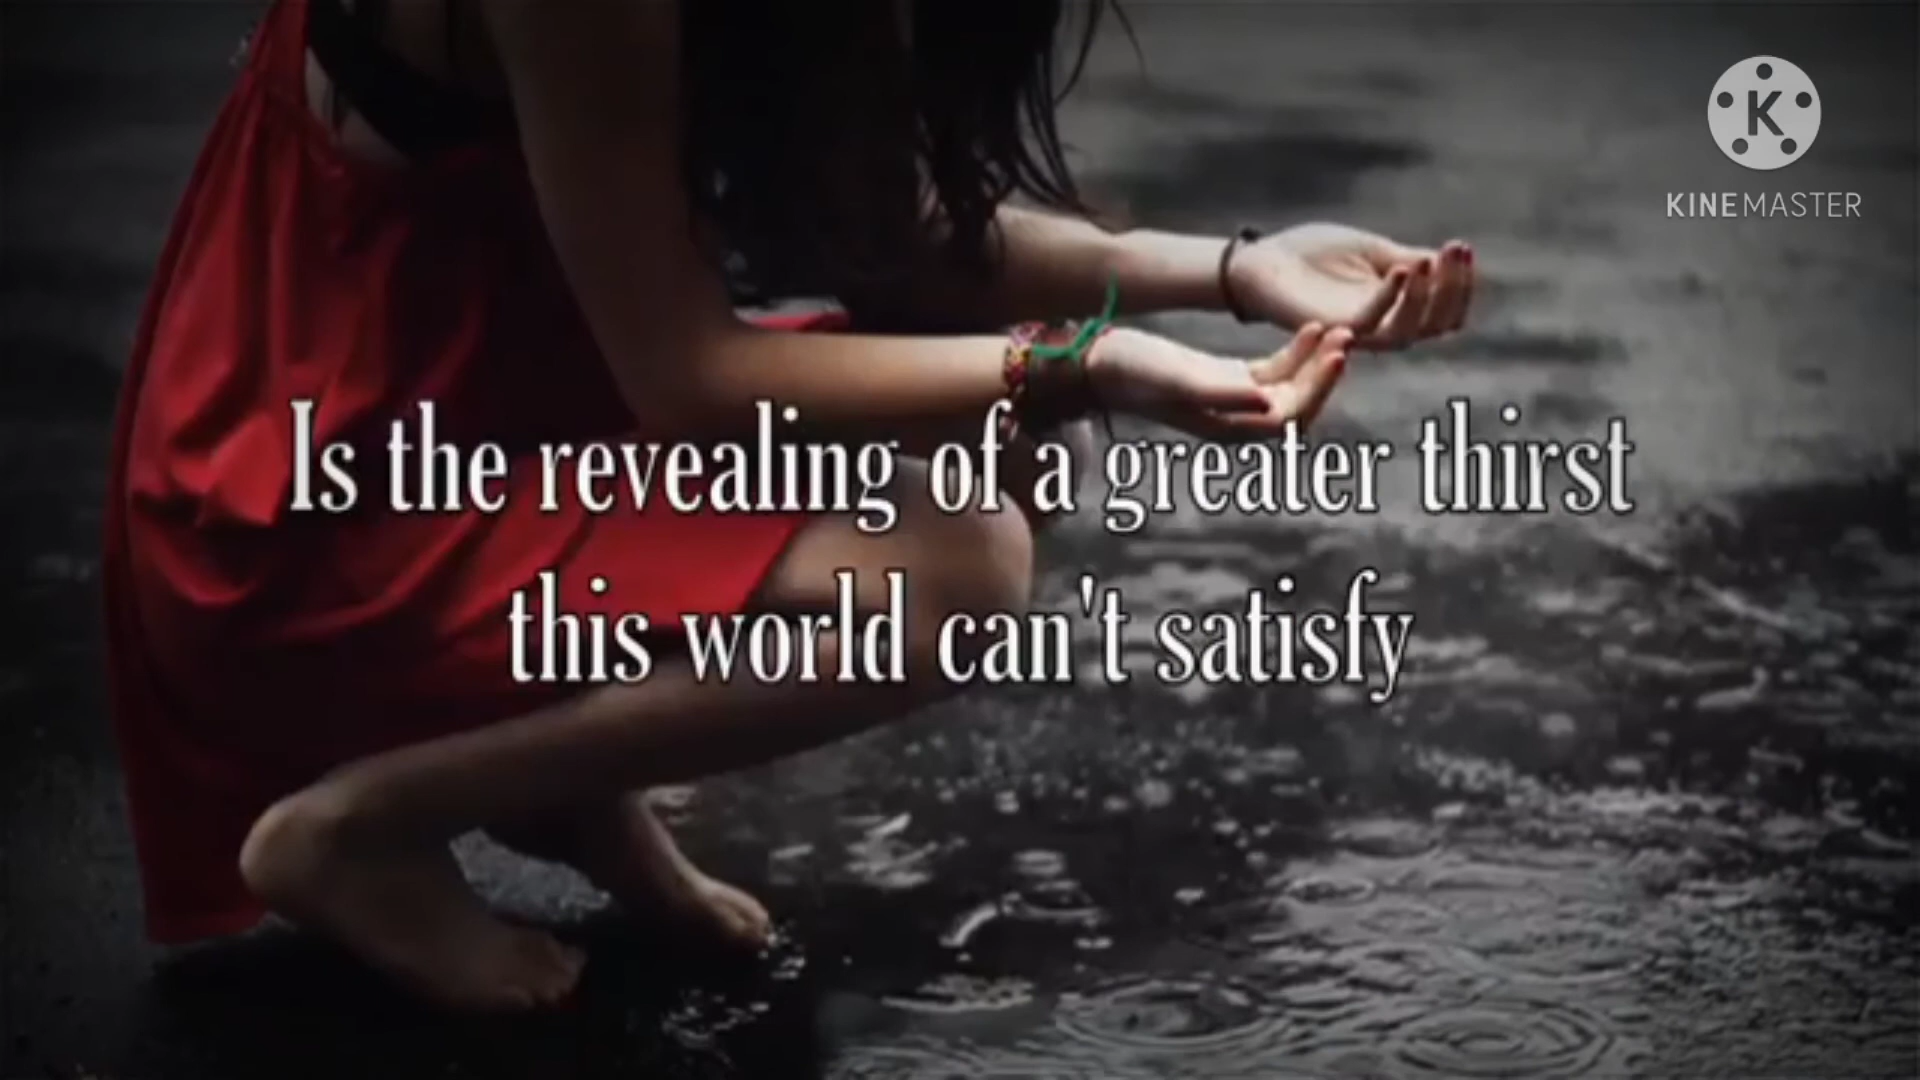 K
KINEMASTER
Is the revealing of a greater thirst
this world can't satisfy